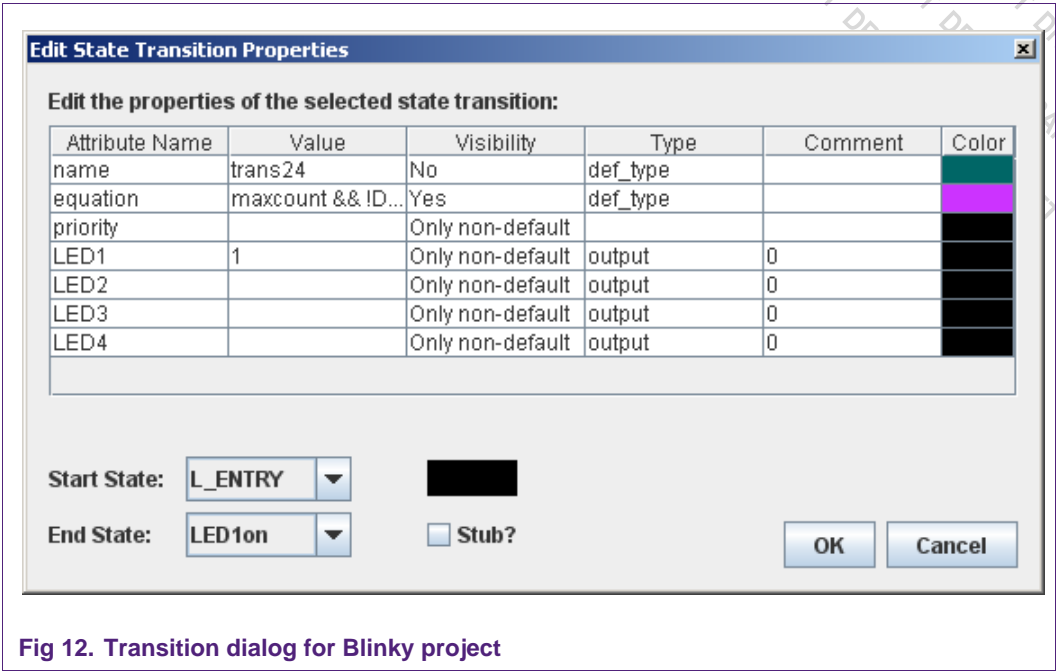 Edit State Transition Properties
Edit the properties of the selected state transition:
Attribute Name Value Visibility Type Comment Color
name trans24 No def_type
equation maxcount && !D... Yes def_type
priority Only non-default
LED1 1 Only non-default output 0
LED2 Only non-default output 0
LED3 Only non-default output 0
LED4 Only non-default output 0
Start State: L_ENTRY
End State: LED1on Stub? OK Cancel
Fig 12. Transition dialog for Blinky project